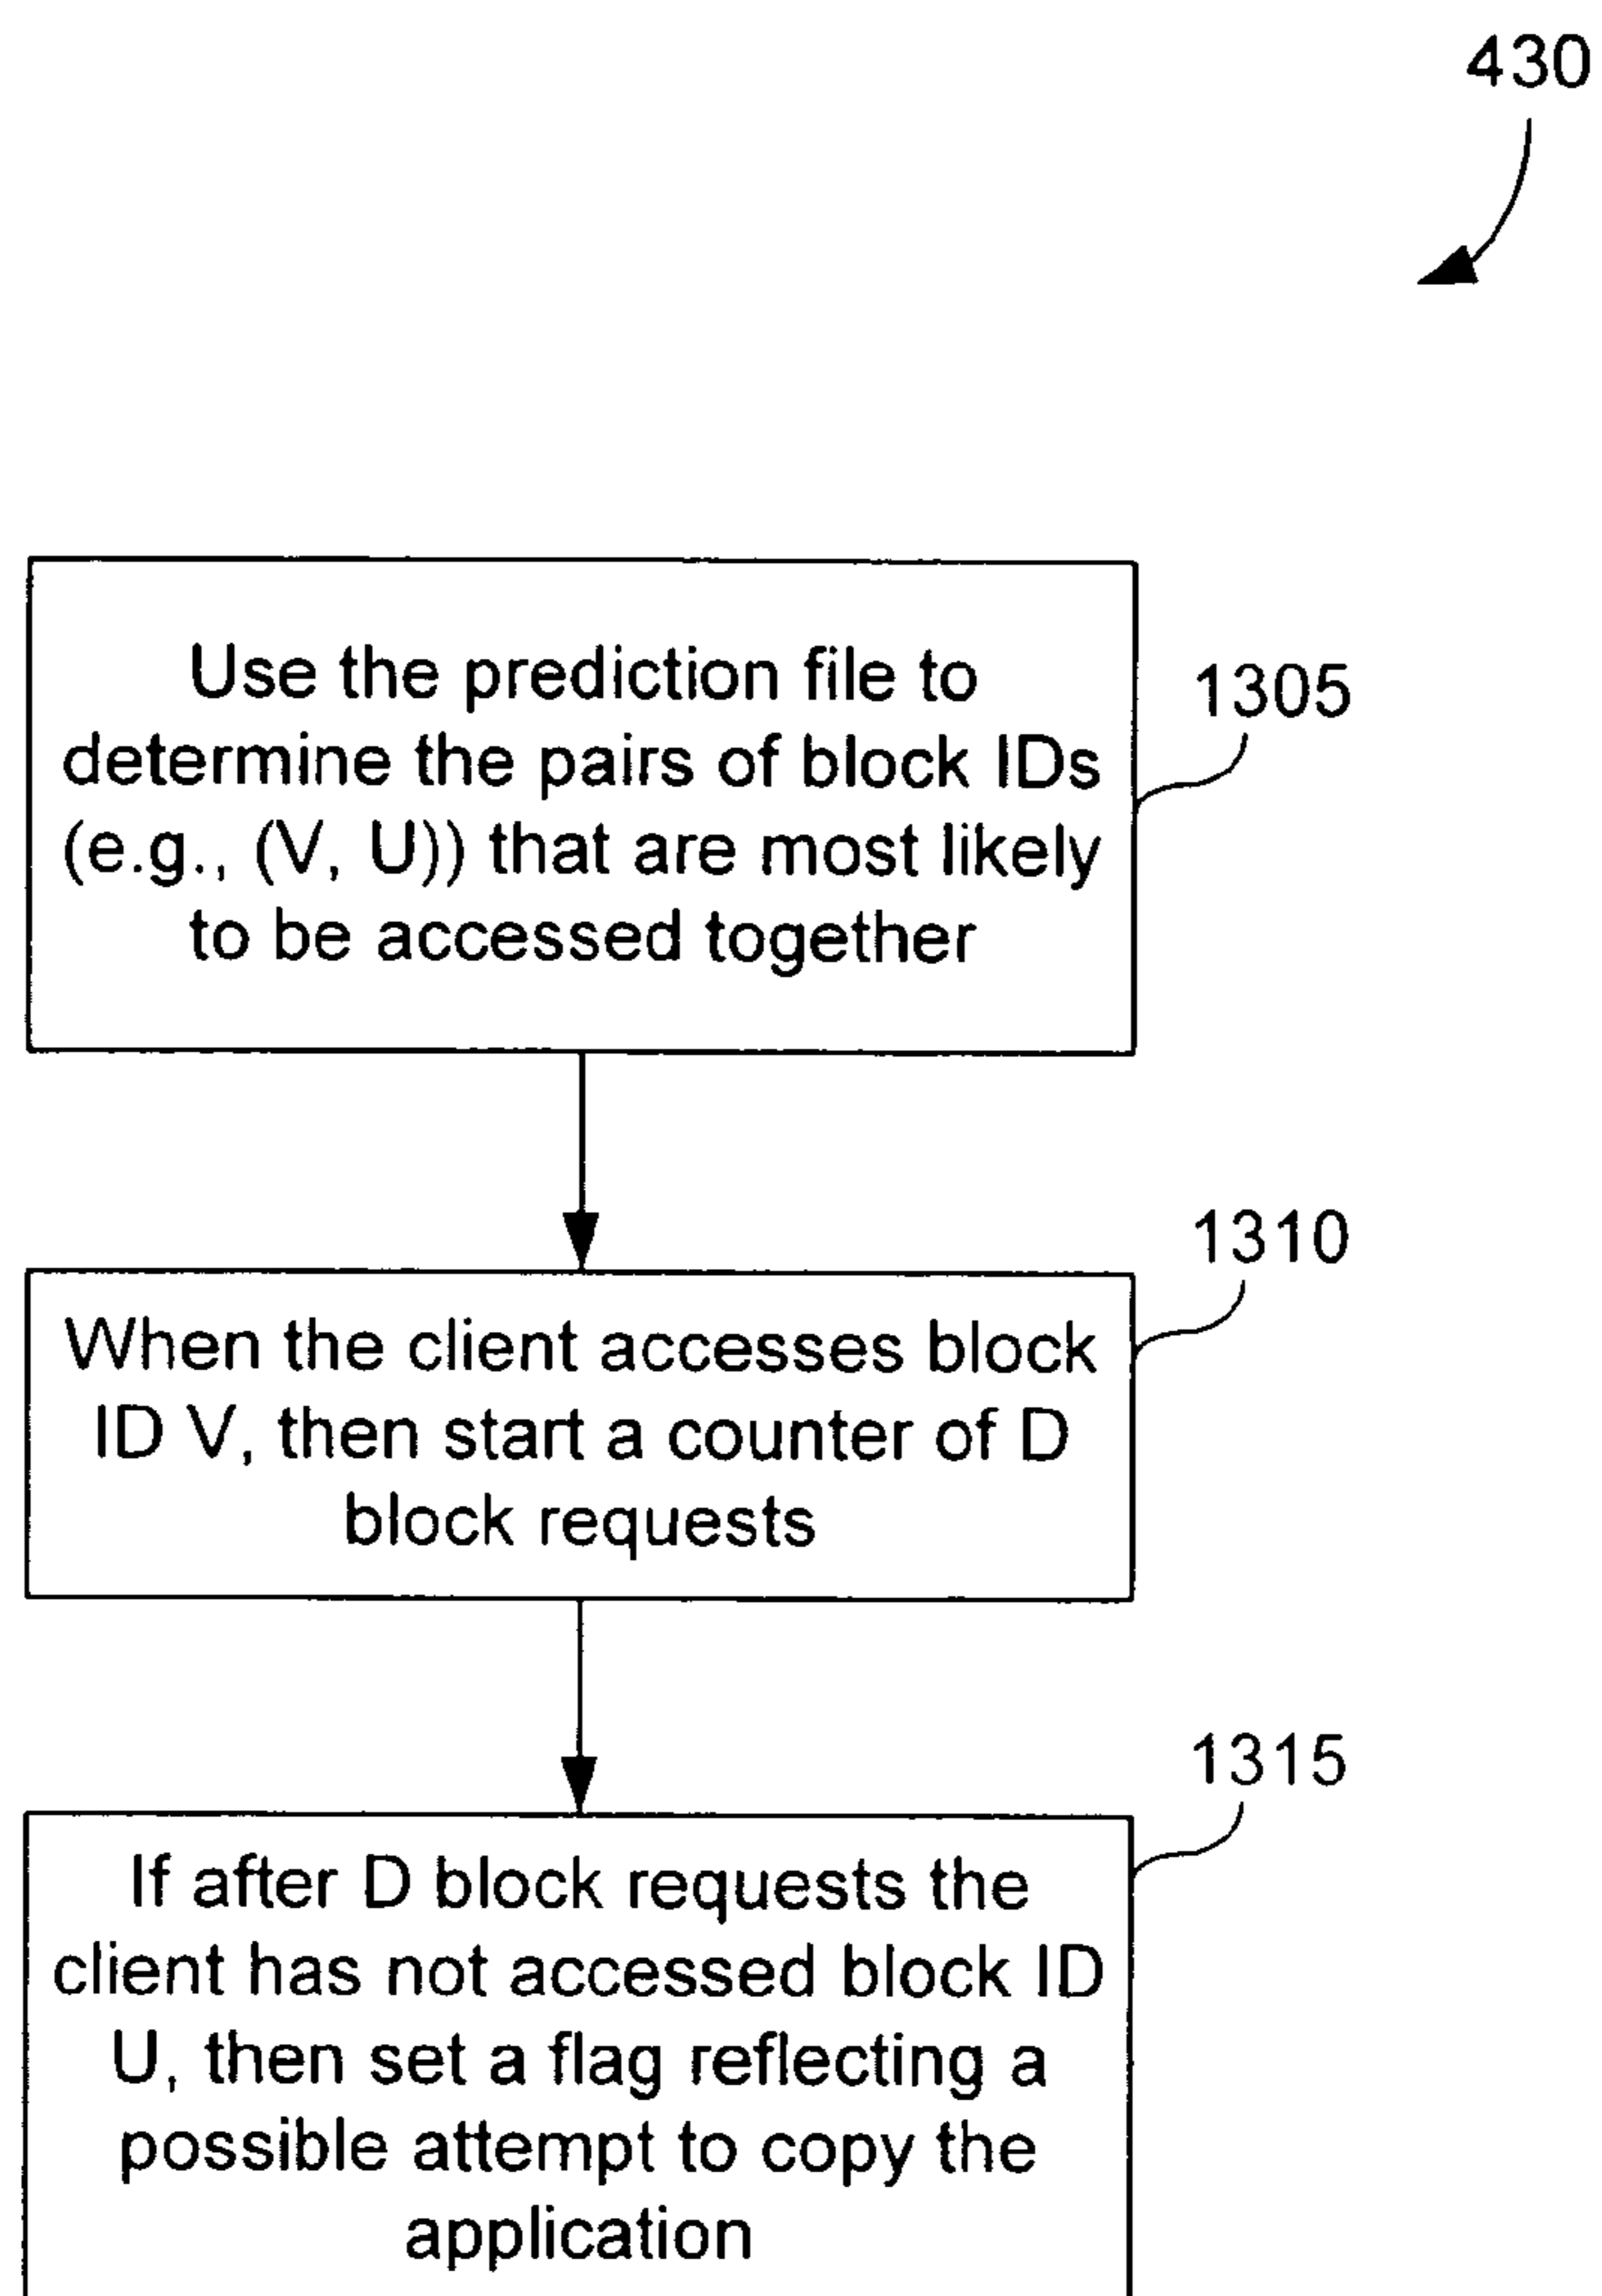 430
Use the prediction file to
determine the pairs of block IDs
(e.g., (V, U)) that are most likely
to be accessed together
1305
When the client accesses block
ID V, then start a counter of D
block requests
1310
If after D block requests the
client has not accessed block ID
U, then set a flag reflecting a
possible attempt to copy the
application
1315